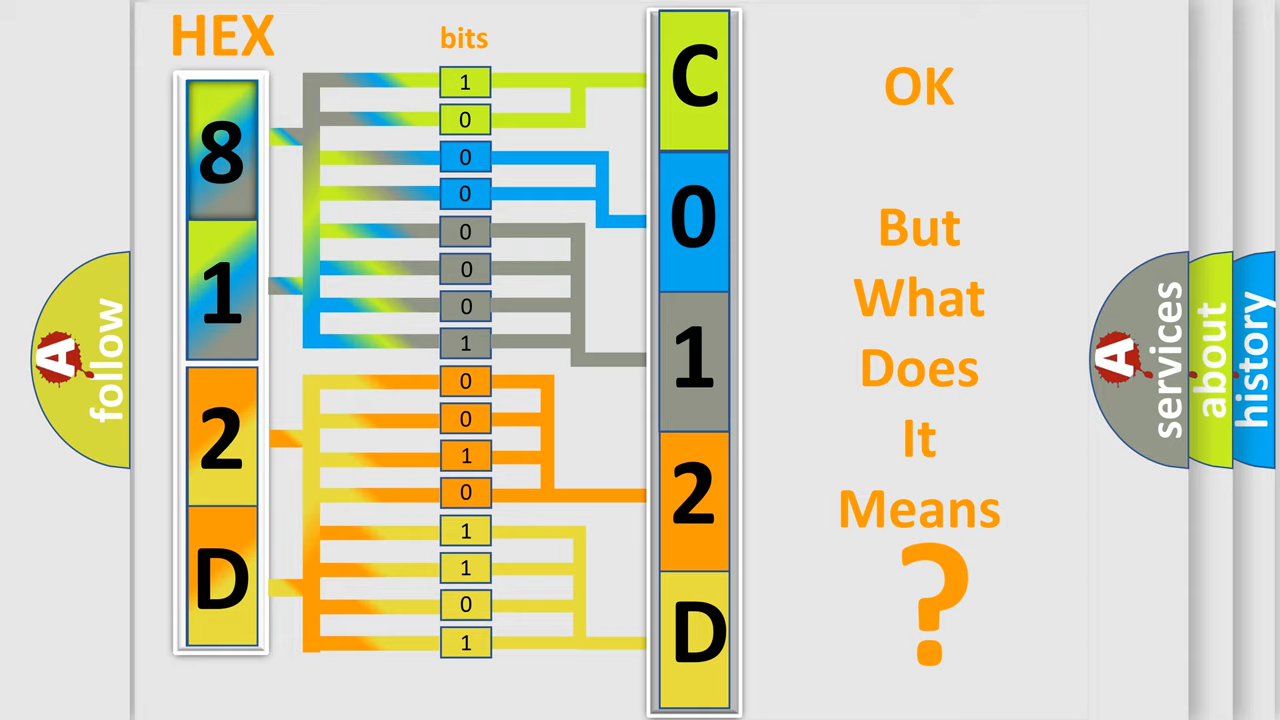 HEX
bits
8
1
2
D
1
0
0
0
0
0
0
1
0
0
1
0
1
1
0
1
C
0
1
2
D
OK
But
What
Does
It
Means
?
A
follow
A
services
about
history